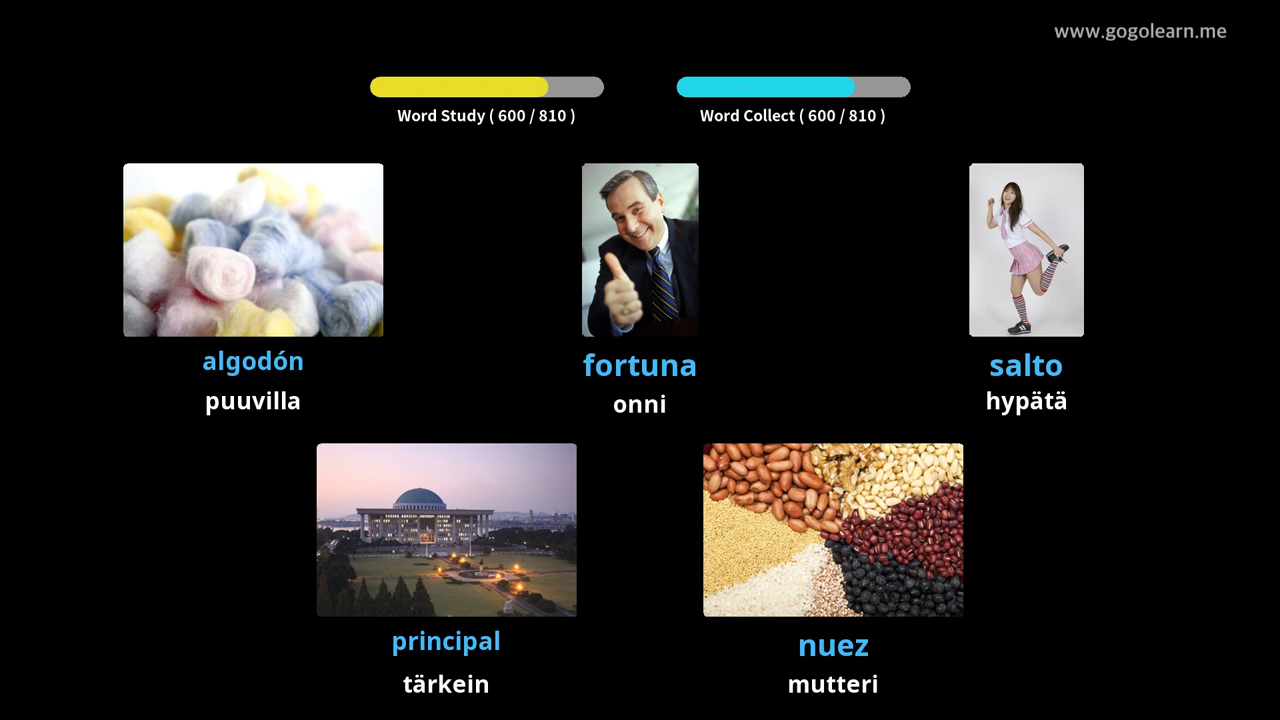 www.gogolearn.me
Word Study ( 600 / 810 )
Word Collect ( 600 / 810 )
algodón
puuvilla
fortuna
onni
salto
hypätä
principal
tärkein
nuez
mutteri